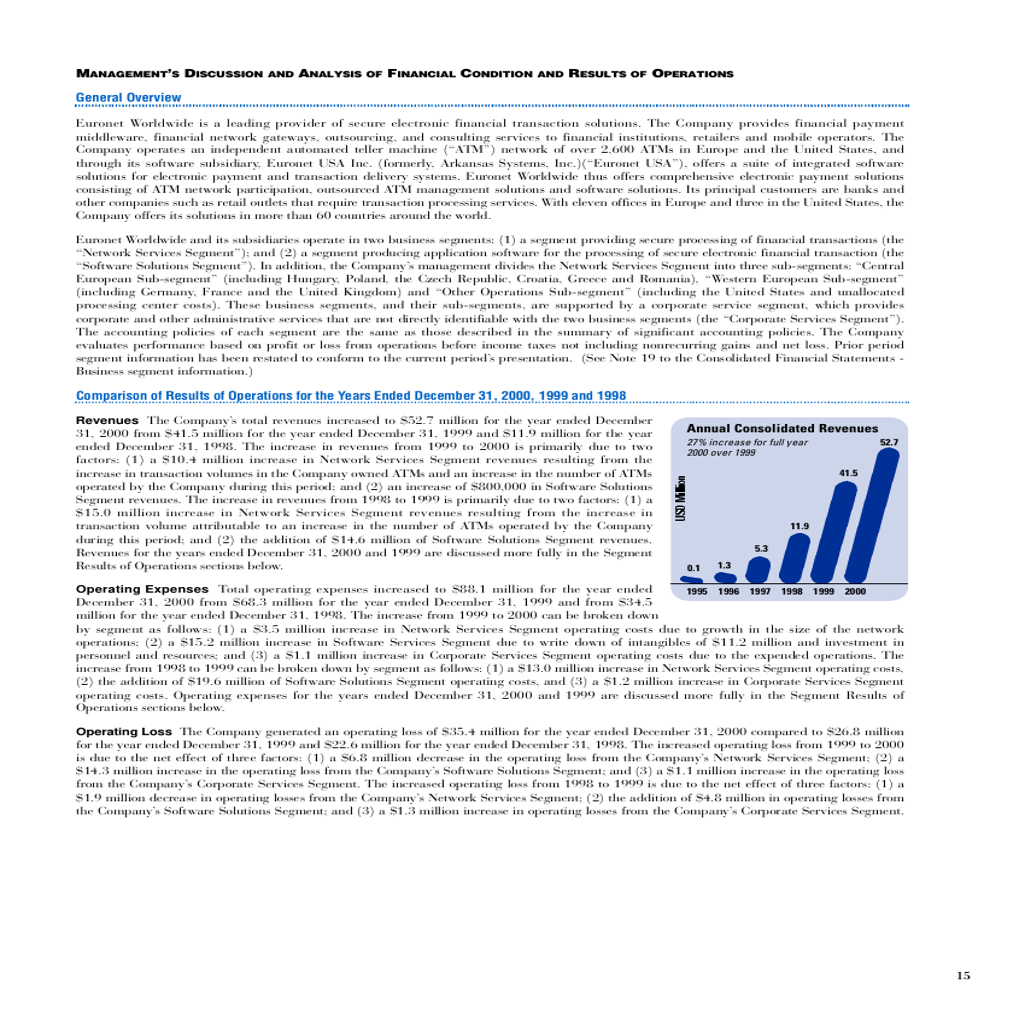 MANAGEMENT'S DISCUSSION AND ANALYSIS OF FINANCIAL CONDITION AND RESULTS OF OPERATIONS
General Overview
Euronet Worldwide is a leading provider of secure electronic financial transaction solutions. The Company provides financial payment
middleware, financial network gateways, outsourcing, and consulting services to financial institutions, retailers and mobile operators. The
Company operates an independent automated teller machine (“ATM”) network of over 2,600 ATMs in Europe and the United States, and
through its software subsidiary, Euronet USA Inc. (formerly, Arkansas Systems, Inc.)(“Euronet USA”), offers a suite of integrated software
solutions for electronic payment and transaction delivery systems. Euronet Worldwide thus offers comprehensive electronic payment solutions
consisting of ATM network participation, outsourced ATM management solutions and software solutions. Its principal customers are banks and
other companies such as retail outlets that require transaction processing services. With eleven offices in Europe and three in the United States, the
Company offers its solutions in more than 60 countries around the world.
Euronet Worldwide and its subsidiaries operate in two business segments: (1) a segment providing secure processing of financial transactions (the
“Network Services Segment”); and (2) a segment producing application software for the processing of secure electronic financial transaction (the
“Software Solutions Segment”). In addition, the Company's management divides the Network Services Segment into three sub-segments: “Central
European Sub-segment” (including Hungary, Poland, the Czech Republic, Croatia, Greece and Romania), “Western European Sub-segment”
(including Germany, France and the United Kingdom) and “Other Operations Sub-segment” (including the United States and unallocated
processing center costs). These business segments, and their sub-segments, are supported by a corporate service segment, which provides
corporate and other administrative services that are not directly identifiable with the two business segments (the “Corporate Services Segment”).
The accounting policies of each segment are the same as those described in the summary of significant accounting policies. The Company
evaluates performance based on profit or loss from operations before income taxes not including nonrecurring gains and net loss. Prior period
segment information has been restated to conform to the current period's presentation. (See Note 19 to the Consolidated Financial Statements -
Business segment information.)
Comparison of Results of Operations for the Years Ended December 31, 2000, 1999 and 1998
Revenues The Company's total revenues increased to $52.7 million for the year ended December
31, 2000 from $41.5 million for the year ended December 31, 1999 and $11.9 million for the year
ended December 31, 1998. The increase in revenues from 1999 to 2000 is primarily due to two
factors: (1) a $10.4 million increase in Network Services Segment revenues resulting from the
increase in transaction volumes in the Company owned ATMs and an increase in the number of ATMs
operated by the Company during this period; and (2) an increase of $800,000 in Software Solutions
Segment revenues. The increase in revenues from 1998 to 1999 is primarily due to two factors: (1) a
$15.0 million increase in Network Services Segment revenues resulting from the increase in
transaction volume attributable to an increase in the number of ATMs operated by the Company
during this period; and (2) the addition of $14.6 million of Software Solutions Segment revenues.
Revenues for the years ended December 31, 2000 and 1999 are discussed more fully in the Segment
Results of Operations sections below.
Annual Consolidated Revenues
27% increase for full year
2000 over 1999
USD Million
0.1
1.3
5.3
11.9
41.5
52.7
1995 1996 1997 1998 1999 2000
Operating Expenses Total operating expenses increased to $88.1 million for the year ended
December 31, 2000 from $68.3 million for the year ended December 31, 1999 and from $34.5
million for the year ended December 31, 1998. The increase from 1999 to 2000 can be broken down
by segment as follows: (1) a $3.5 million increase in Network Services Segment operating costs due to growth in the size of the network
operations; (2) a $15.2 million increase in Software Services Segment due to write down of intangibles of $11.2 million and investment in
personnel and resources; and (3) a $1.1 million increase in Corporate Services Segment operating costs due to the expended operations. The
increase from 1998 to 1999 can be broken down by segment as follows: (1) a $13.0 million increase in Network Services Segment operating costs,
(2) the addition of $19.6 million of Software Solutions Segment operating costs, and (3) a $1.2 million increase in Corporate Services Segment
operating costs. Operating expenses for the years ended December 31, 2000 and 1999 are discussed more fully in the Segment Results of
Operations sections below.
Operating Loss The Company generated an operating loss of $35.4 million for the year ended December 31, 2000 compared to $26.8 million
for the year ended December 31, 1999 and $22.6 million for the year ended December 31, 1998. The increased operating loss from 1999 to 2000
is due to the net effect of three factors: (1) a $6.8 million decrease in the operating loss from the Company's Network Services Segment; (2) a
$14.3 million increase in the operating loss from the Company's Software Solutions Segment; and (3) a $1.1 million increase in the operating loss
from the Company's Corporate Services Segment. The increased operating loss from 1998 to 1999 is due to the net effect of three factors: (1) a
$1.9 million decrease in operating losses from the Company's Network Services Segment; (2) the addition of $4.8 million in operating losses from
the Company's Software Solutions Segment; and (3) a $1.3 million increase in operating losses from the Company's Corporate Services Segment.
15